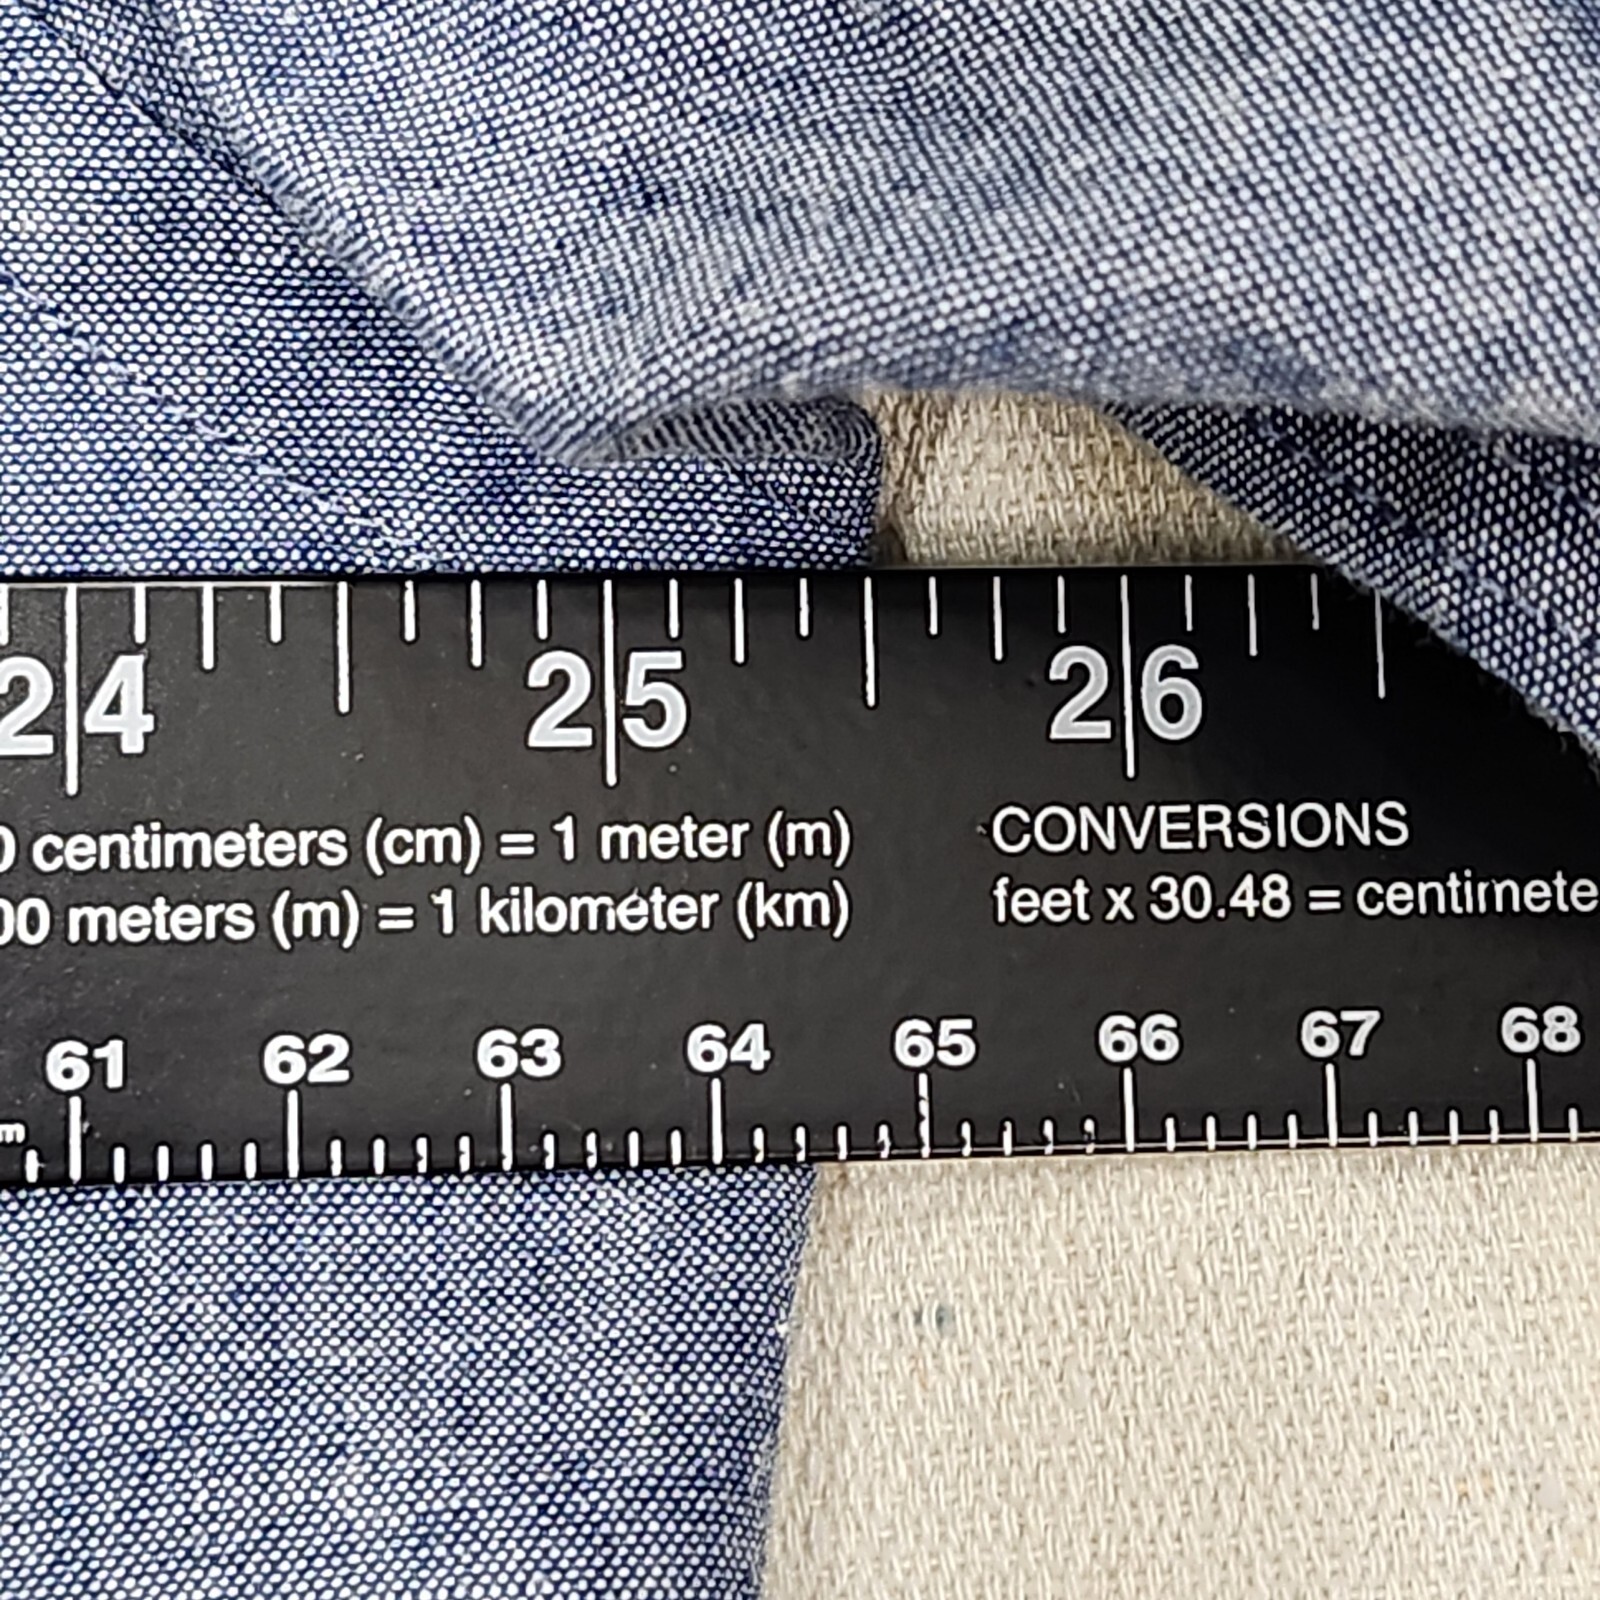 24 25 26
0 centimeters (cm) = 1 meter (m) CONVERSIONS
00 meters (m) = 1 kilometer (km) feet x 30.48 = centimete
61 62 63 64 65 66 67 68
m